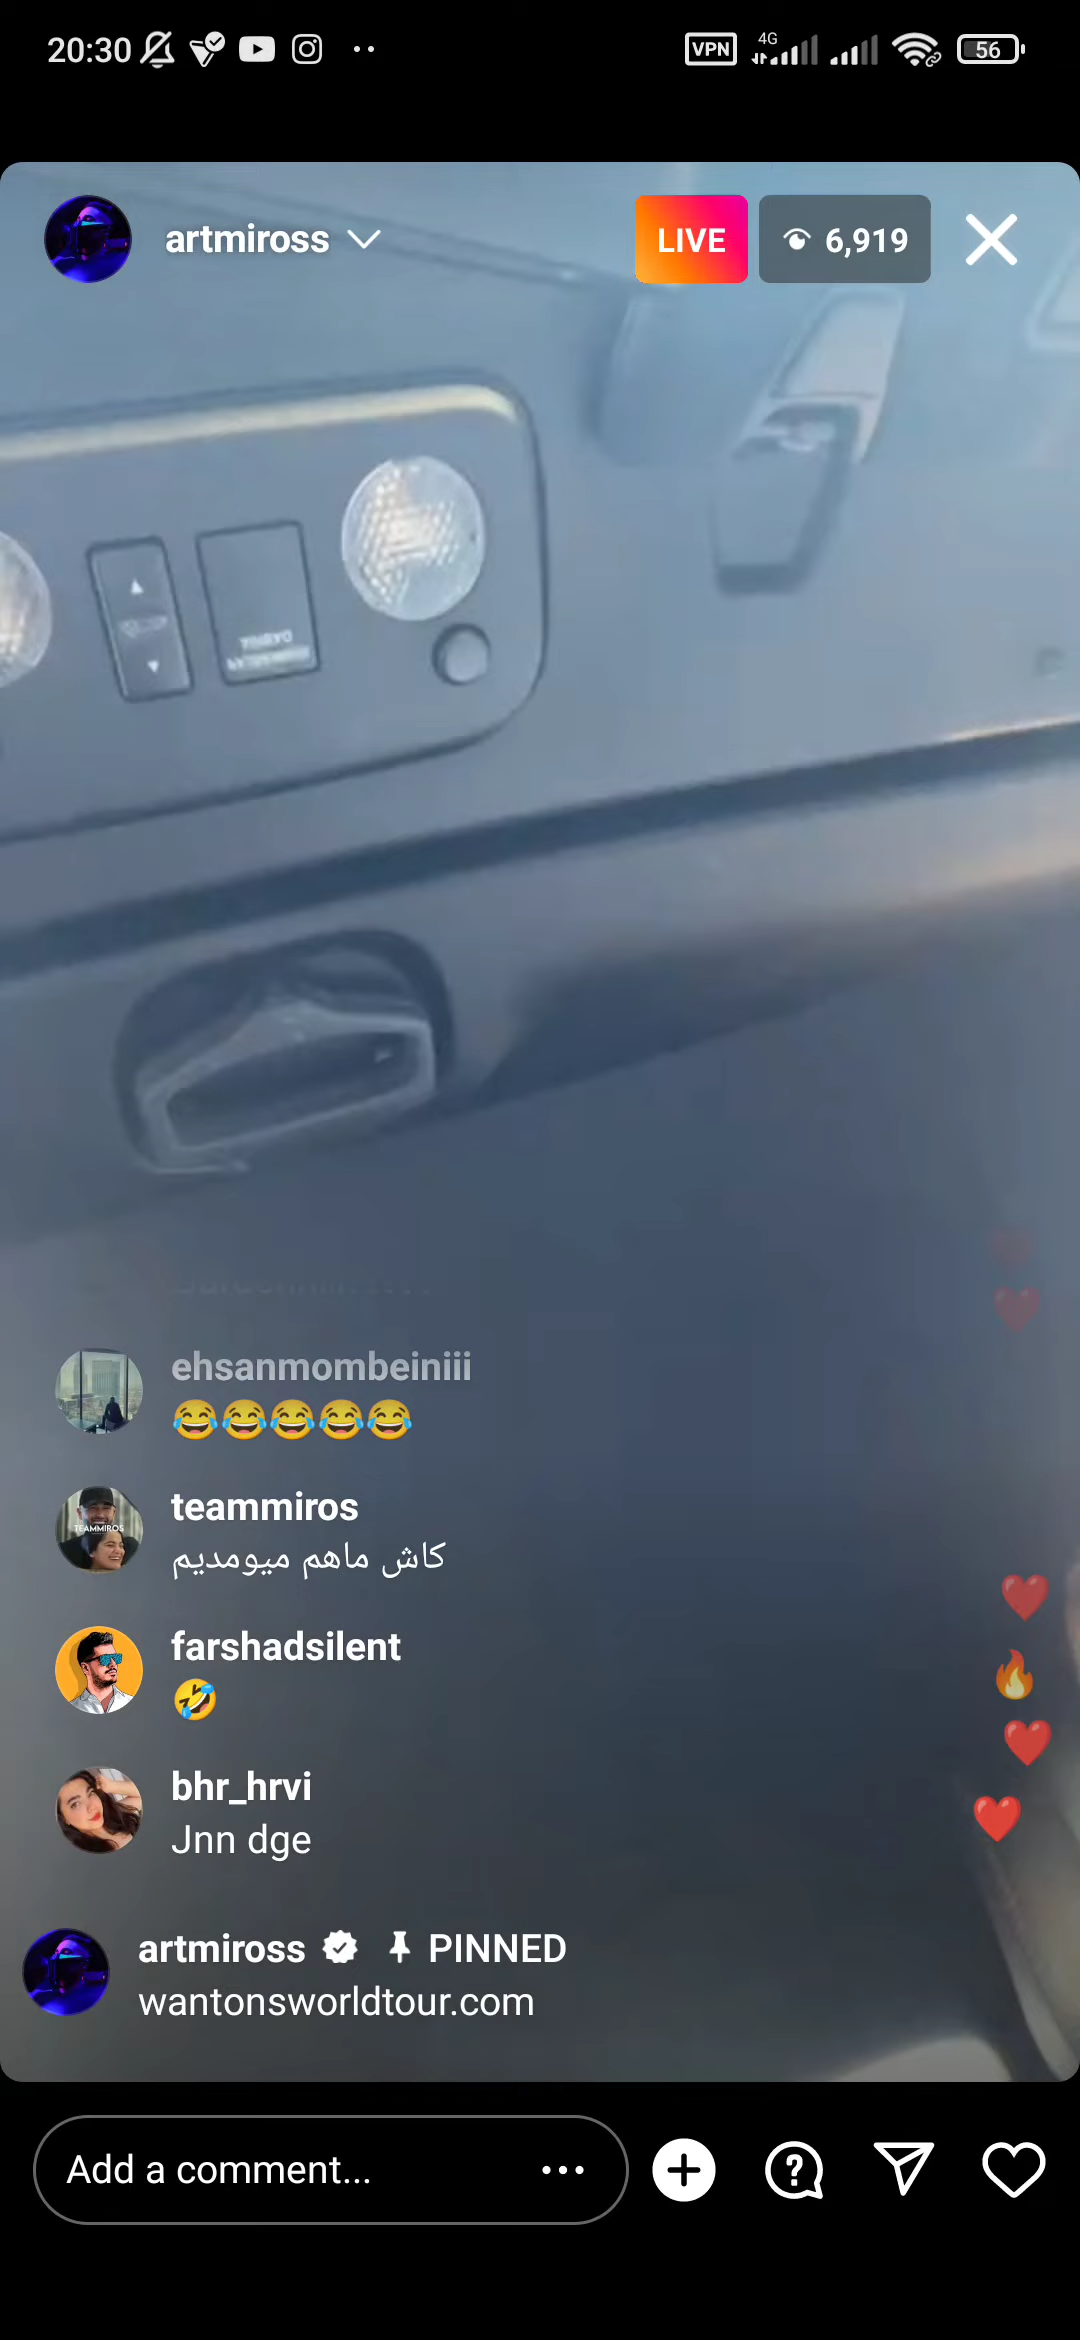 20:30
VPN
4G
56
artmiross
LIVE
6,919
ehsanmombeiniii
😂😂😂😂😂
teammiros
TEAMMIROS
کاش ماهم میومدیم
farshadsilent
🤣
bhr_hrvi
Jnn dge
artmiross PINNED
wantonsworldtour.com
Add a comment...